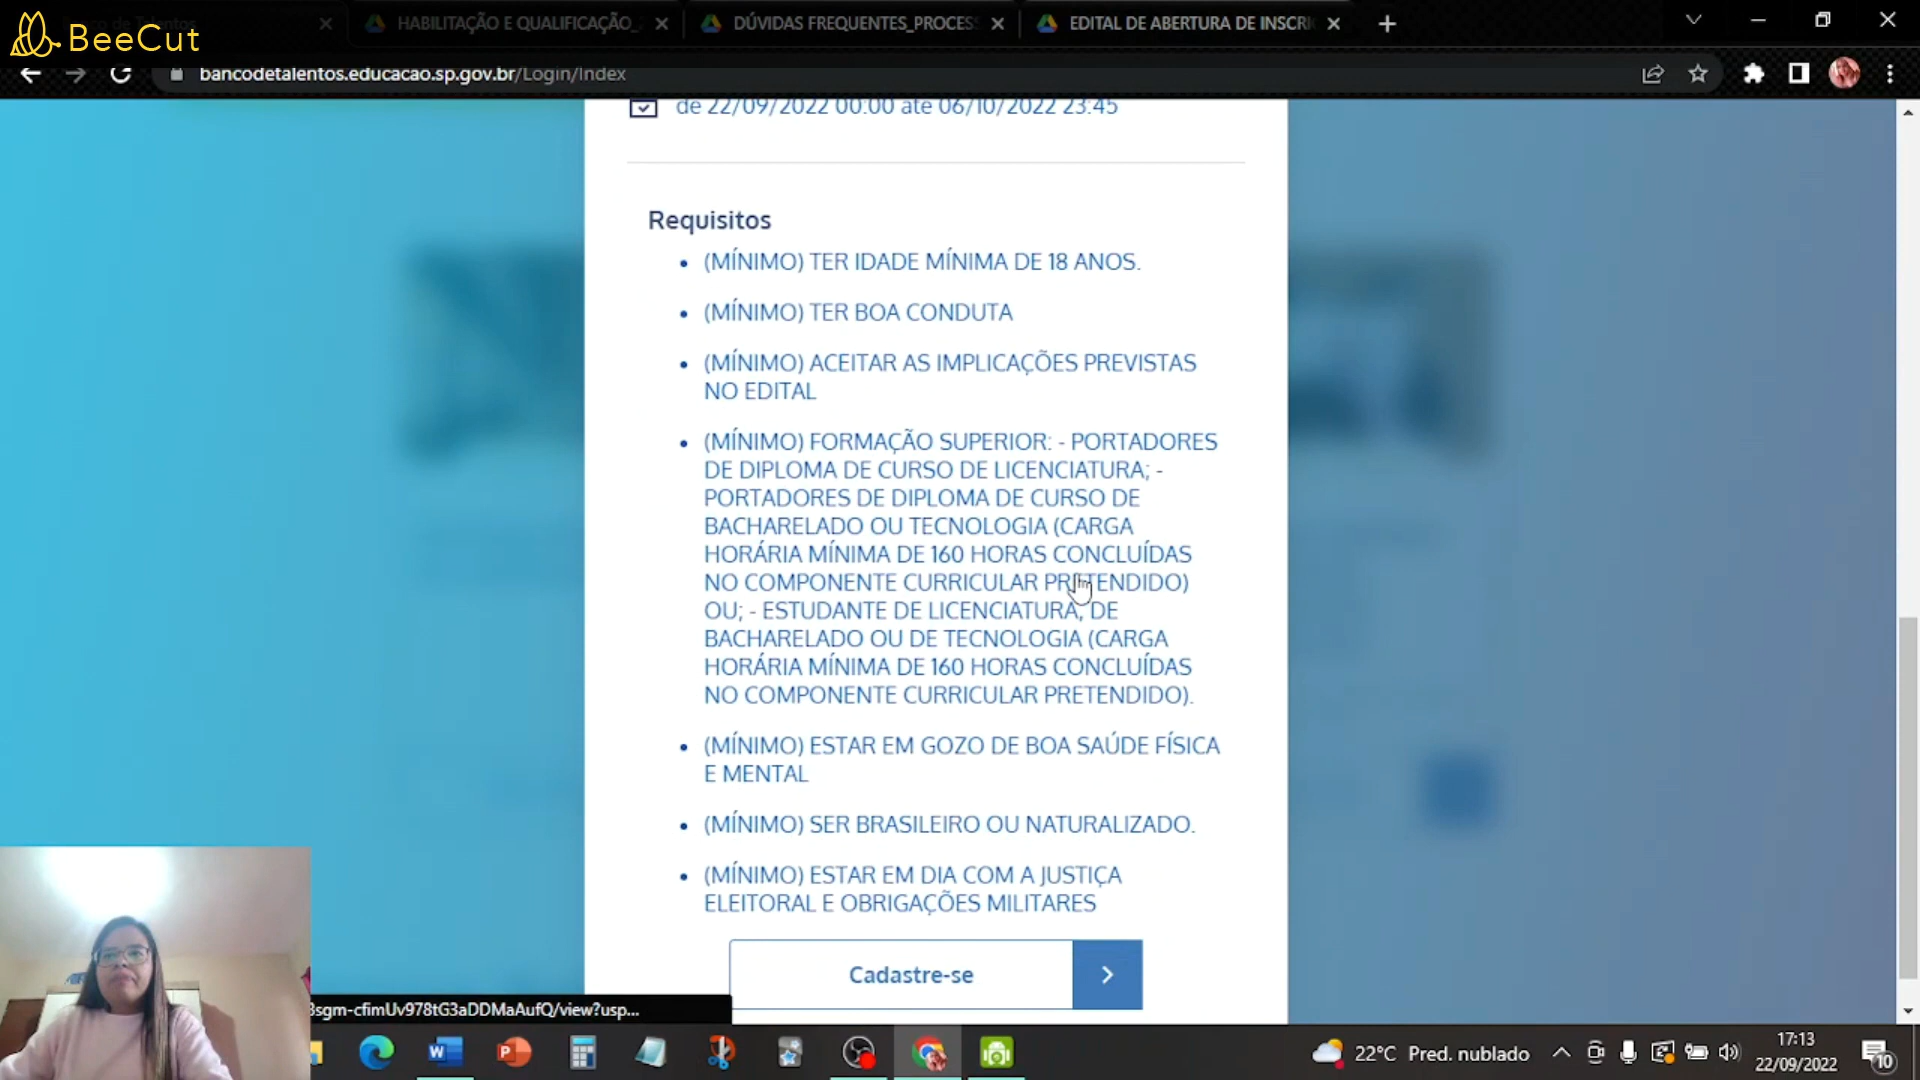 BeeCut
HABILITAÇÃO E QUALIFICAÇÃO_
DÚVIDAS FREQUENTES_PROCESS
EDITAL DE ABERTURA DE INSCRI
bancodetalentos.educacao.sp.gov.br/Login/Index
de 22/09/2022 00:00 até 06/10/2022 23:45
Requisitos
• (MÍNIMO) TER IDADE MÍNIMA DE 18 ANOS.
• (MÍNIMO) TER BOA CONDUTA
• (MÍNIMO) ACEITAR AS IMPLICAÇÕES PREVISTAS
NO EDITAL
• (MÍNIMO) FORMAÇÃO SUPERIOR: - PORTADORES
DE DIPLOMA DE CURSO DE LICENCIATURA; -
PORTADORES DE DIPLOMA DE CURSO DE
BACHARELADO OU TECNOLOGIA (CARGA
HORÁRIA MÍNIMA DE 160 HORAS CONCLUÍDAS
NO COMPONENTE CURRICULAR PRETENDIDO)
OU; - ESTUDANTE DE LICENCIATURA, DE
BACHARELADO OU DE TECNOLOGIA (CARGA
HORÁRIA MÍNIMA DE 160 HORAS CONCLUÍDAS
NO COMPONENTE CURRICULAR PRETENDIDO).
• (MÍNIMO) ESTAR EM GOZO DE BOA SAÚDE FÍSICA
E MENTAL
• (MÍNIMO) SER BRASILEIRO OU NATURALIZADO.
• (MÍNIMO) ESTAR EM DIA COM A JUSTIÇA
ELEITORAL E OBRIGAÇÕES MILITARES
Cadastre-se
3sgm-cfimUv978tG3aDDMaAufQ/view?usp...
22°C Pred. nublado
17:13
22/09/2022
10